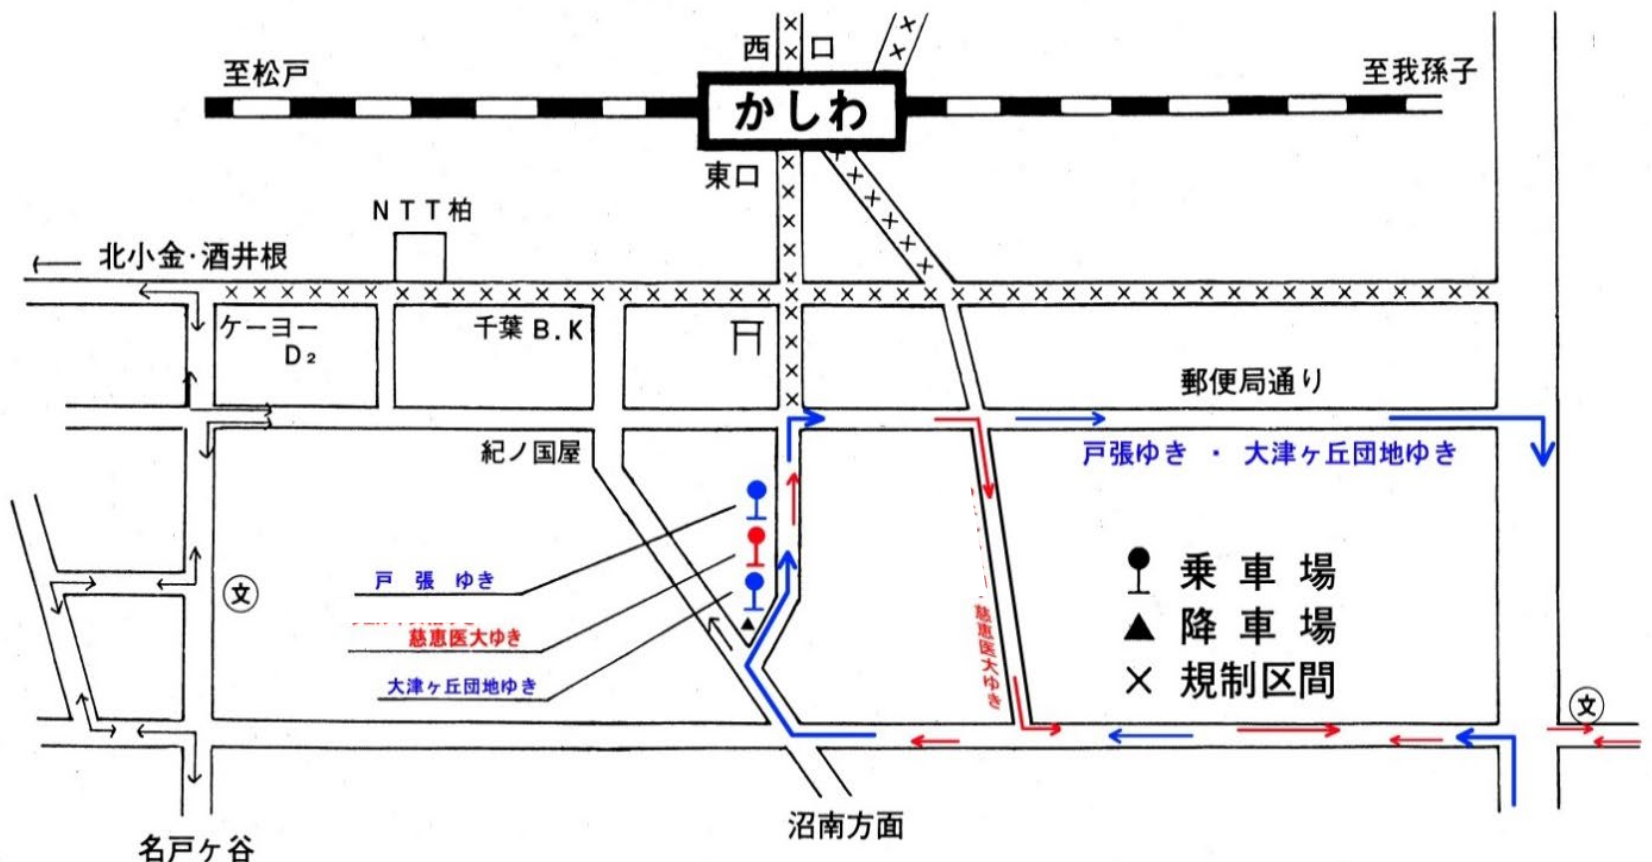 西 口
至松戸
至我孫子
かしわ
東口
NTT柏
← 北小金・酒井根
ケーヨー
D2
千葉 B.K
郵便局通り
紀ノ国屋
戸張ゆき ・ 大津ヶ丘団地ゆき
戸 張 ゆき
慈恵医大ゆき
大津ヶ丘団地ゆき
慈恵医大ゆき
乗 車 場
▲ 降 車 場
× 規制区間
文
文
沼南方面
名戸ヶ谷